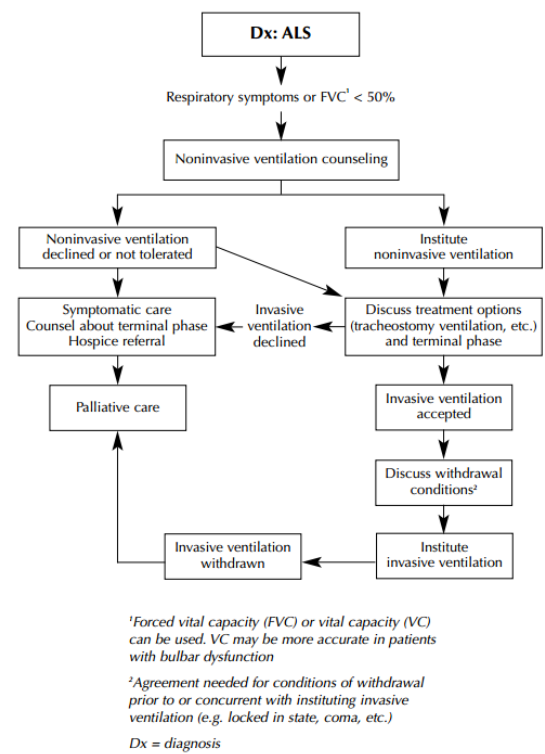 Dx: ALS
Respiratory symptoms or FVC¹ < 50%
Noninvasive ventilation counseling
Noninvasive ventilation
declined or not tolerated
Institute
noninvasive ventilation
Symptomatic care
Counsel about terminal phase
Hospice referral
Invasive
ventilation
declined
Discuss treatment options
(tracheostomy ventilation, etc.)
and terminal phase
Palliative care
Invasive ventilation
accepted
Discuss withdrawal
conditions²
Invasive ventilation
withdrawn
Institute
invasive ventilation
¹Forced vital capacity (FVC) or vital capacity (VC)
can be used. VC may be more accurate in patients
with bulbar dysfunction
²Agreement needed for conditions of withdrawal
prior to or concurrent with instituting invasive
ventilation (e.g. locked in state, coma, etc.)
Dx = diagnosis